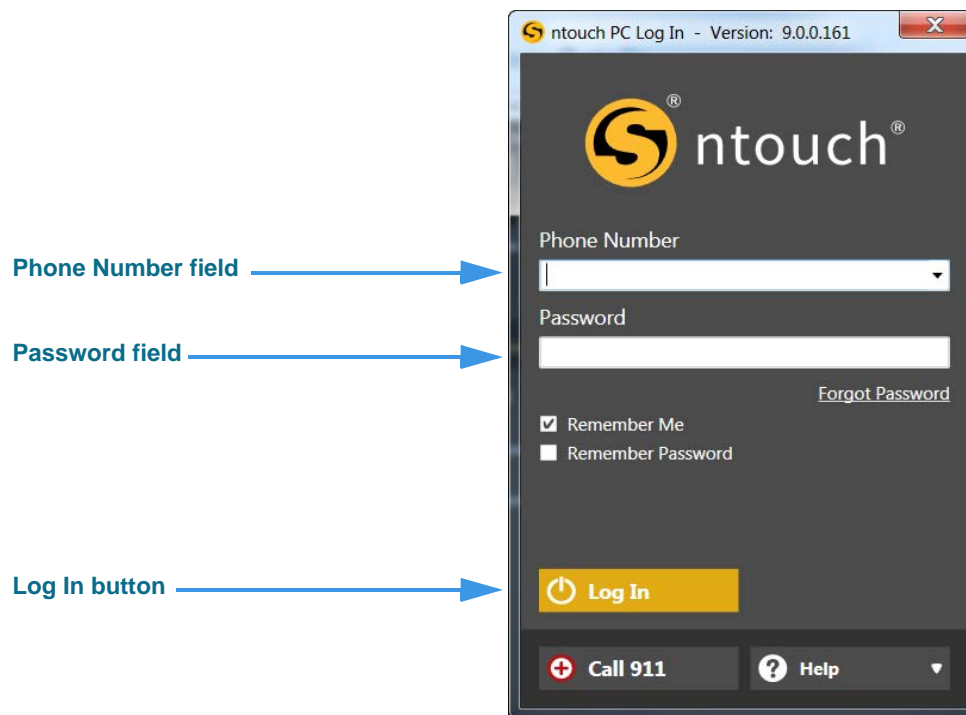 ntouch PC Log In - Version: 9.0.0.161
X
S ® ntouch®
Phone Number
Phone Number field
Password
Password field
Forgot Password
Remember Me
Remember Password
Log In button
Log In
Call 911
? Help